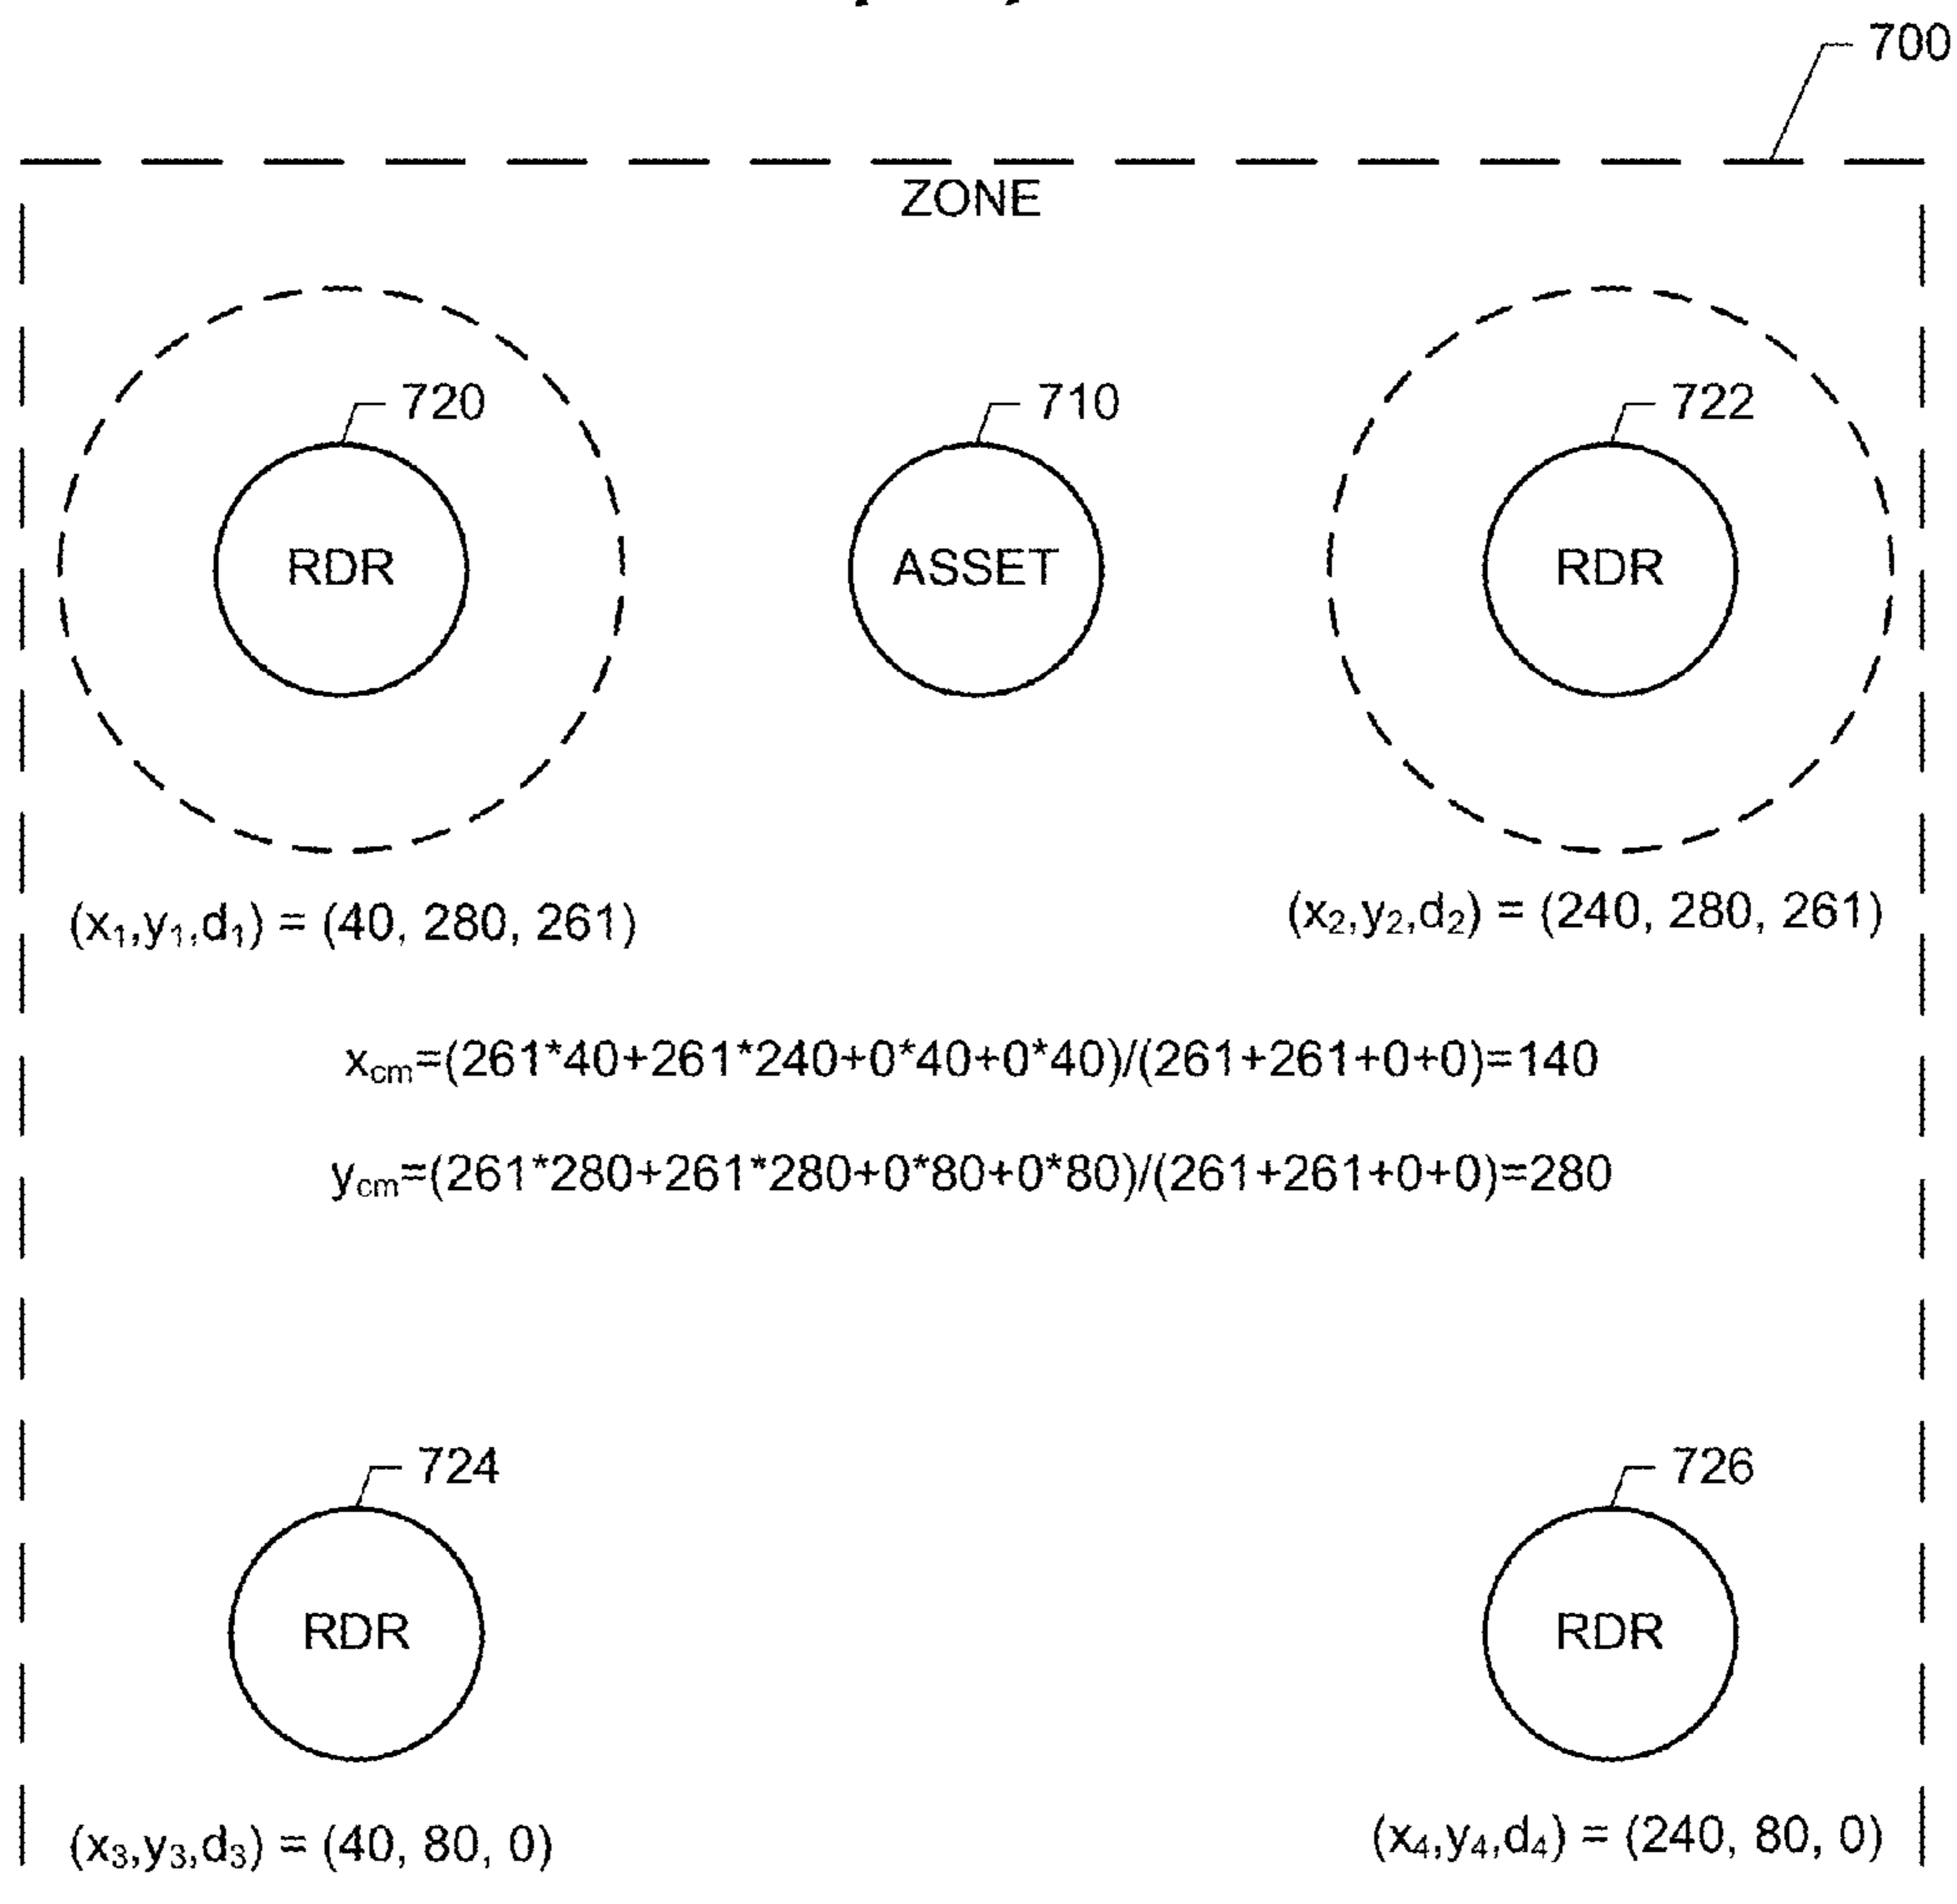 700
ZONE
720
710
722
RDR
ASSET
RDR
(x₁,y₁,d₁) = (40, 280, 261)
(x₂,y₂,d₂) = (240, 280, 261)
x_cm=(261*40+261*240+0*40+0*40)/(261+261+0+0)=140
y_cm=(261*280+261*280+0*80+0*80)/(261+261+0+0)=280
724
726
RDR
RDR
(x₃,y₃,d₃) = (40, 80, 0)
(x₄,y₄,d₄) = (240, 80, 0)